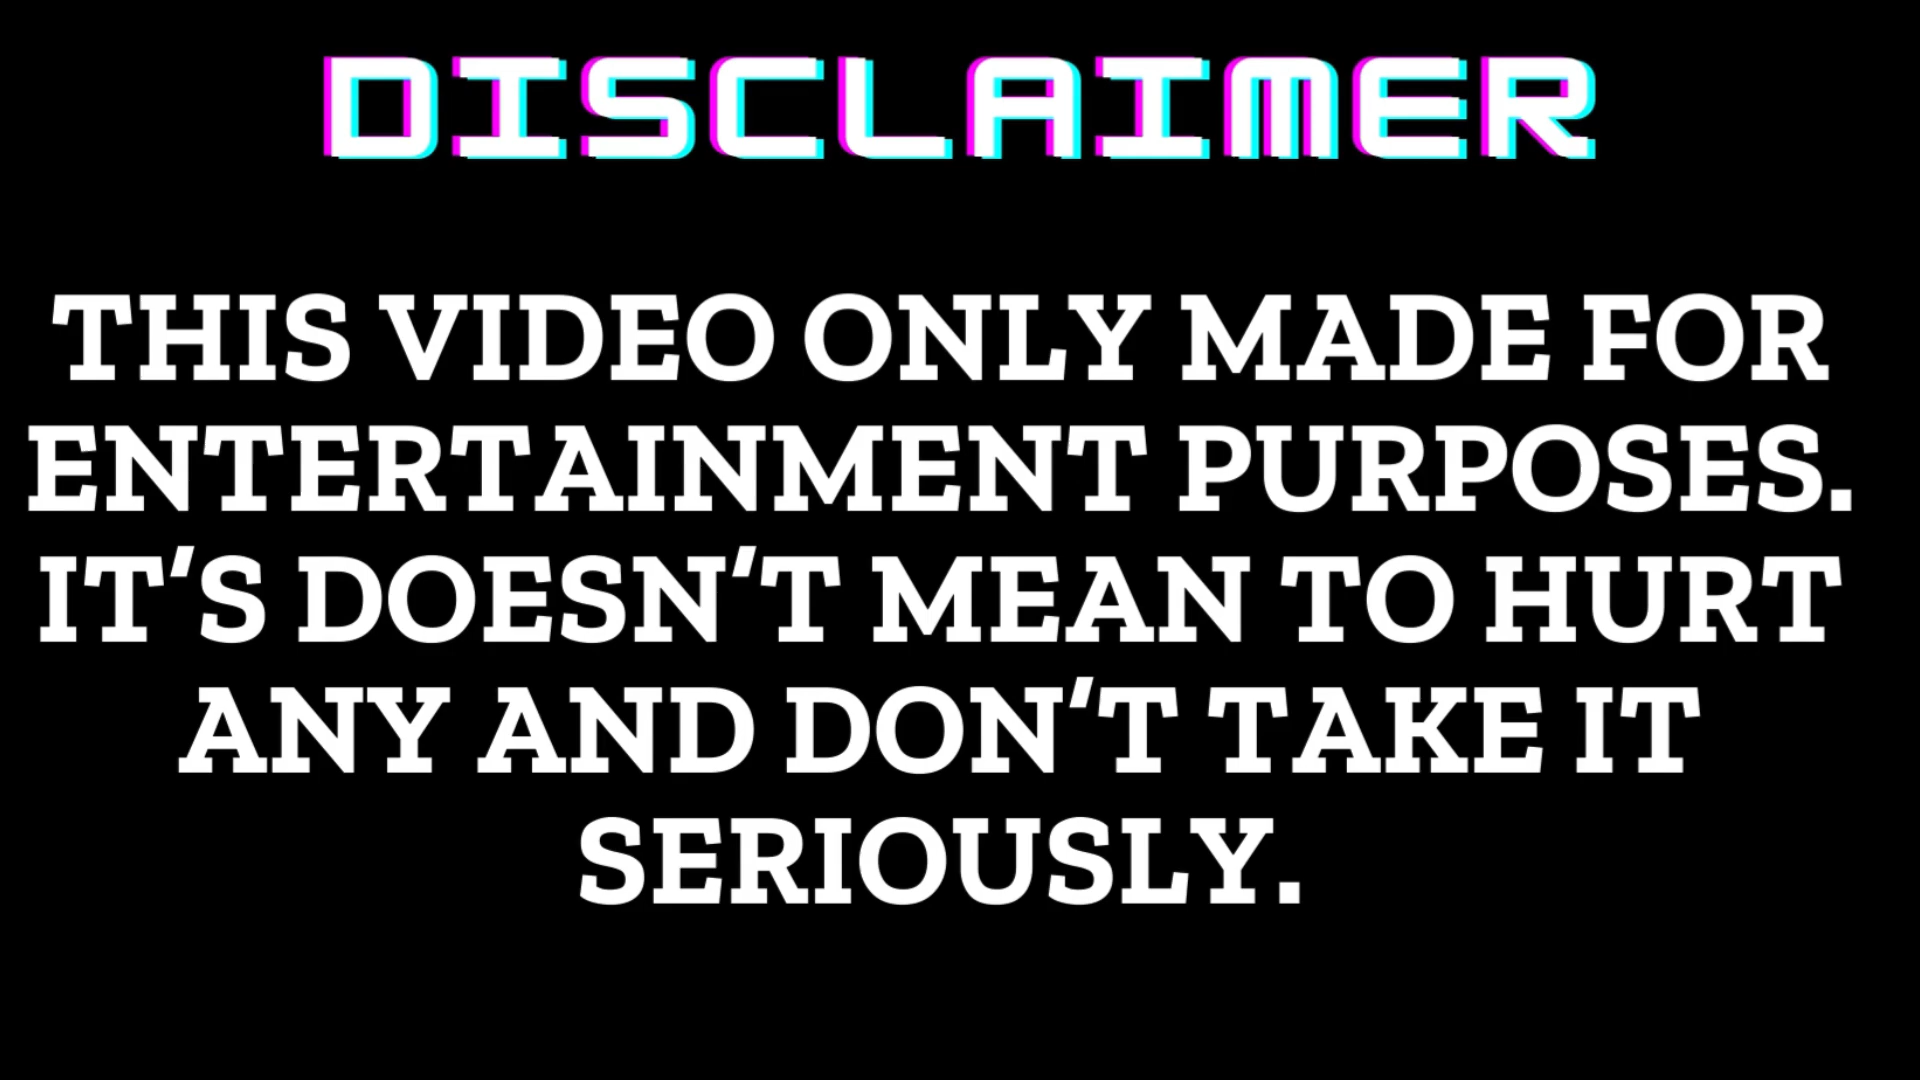 DISCLAIMER
THIS VIDEO ONLY MADE FOR
ENTERTAINMENT PURPOSES.
IT'S DOESN'T MEAN TO HURT
ANY AND DON'T TAKE IT
SERIOUSLY.